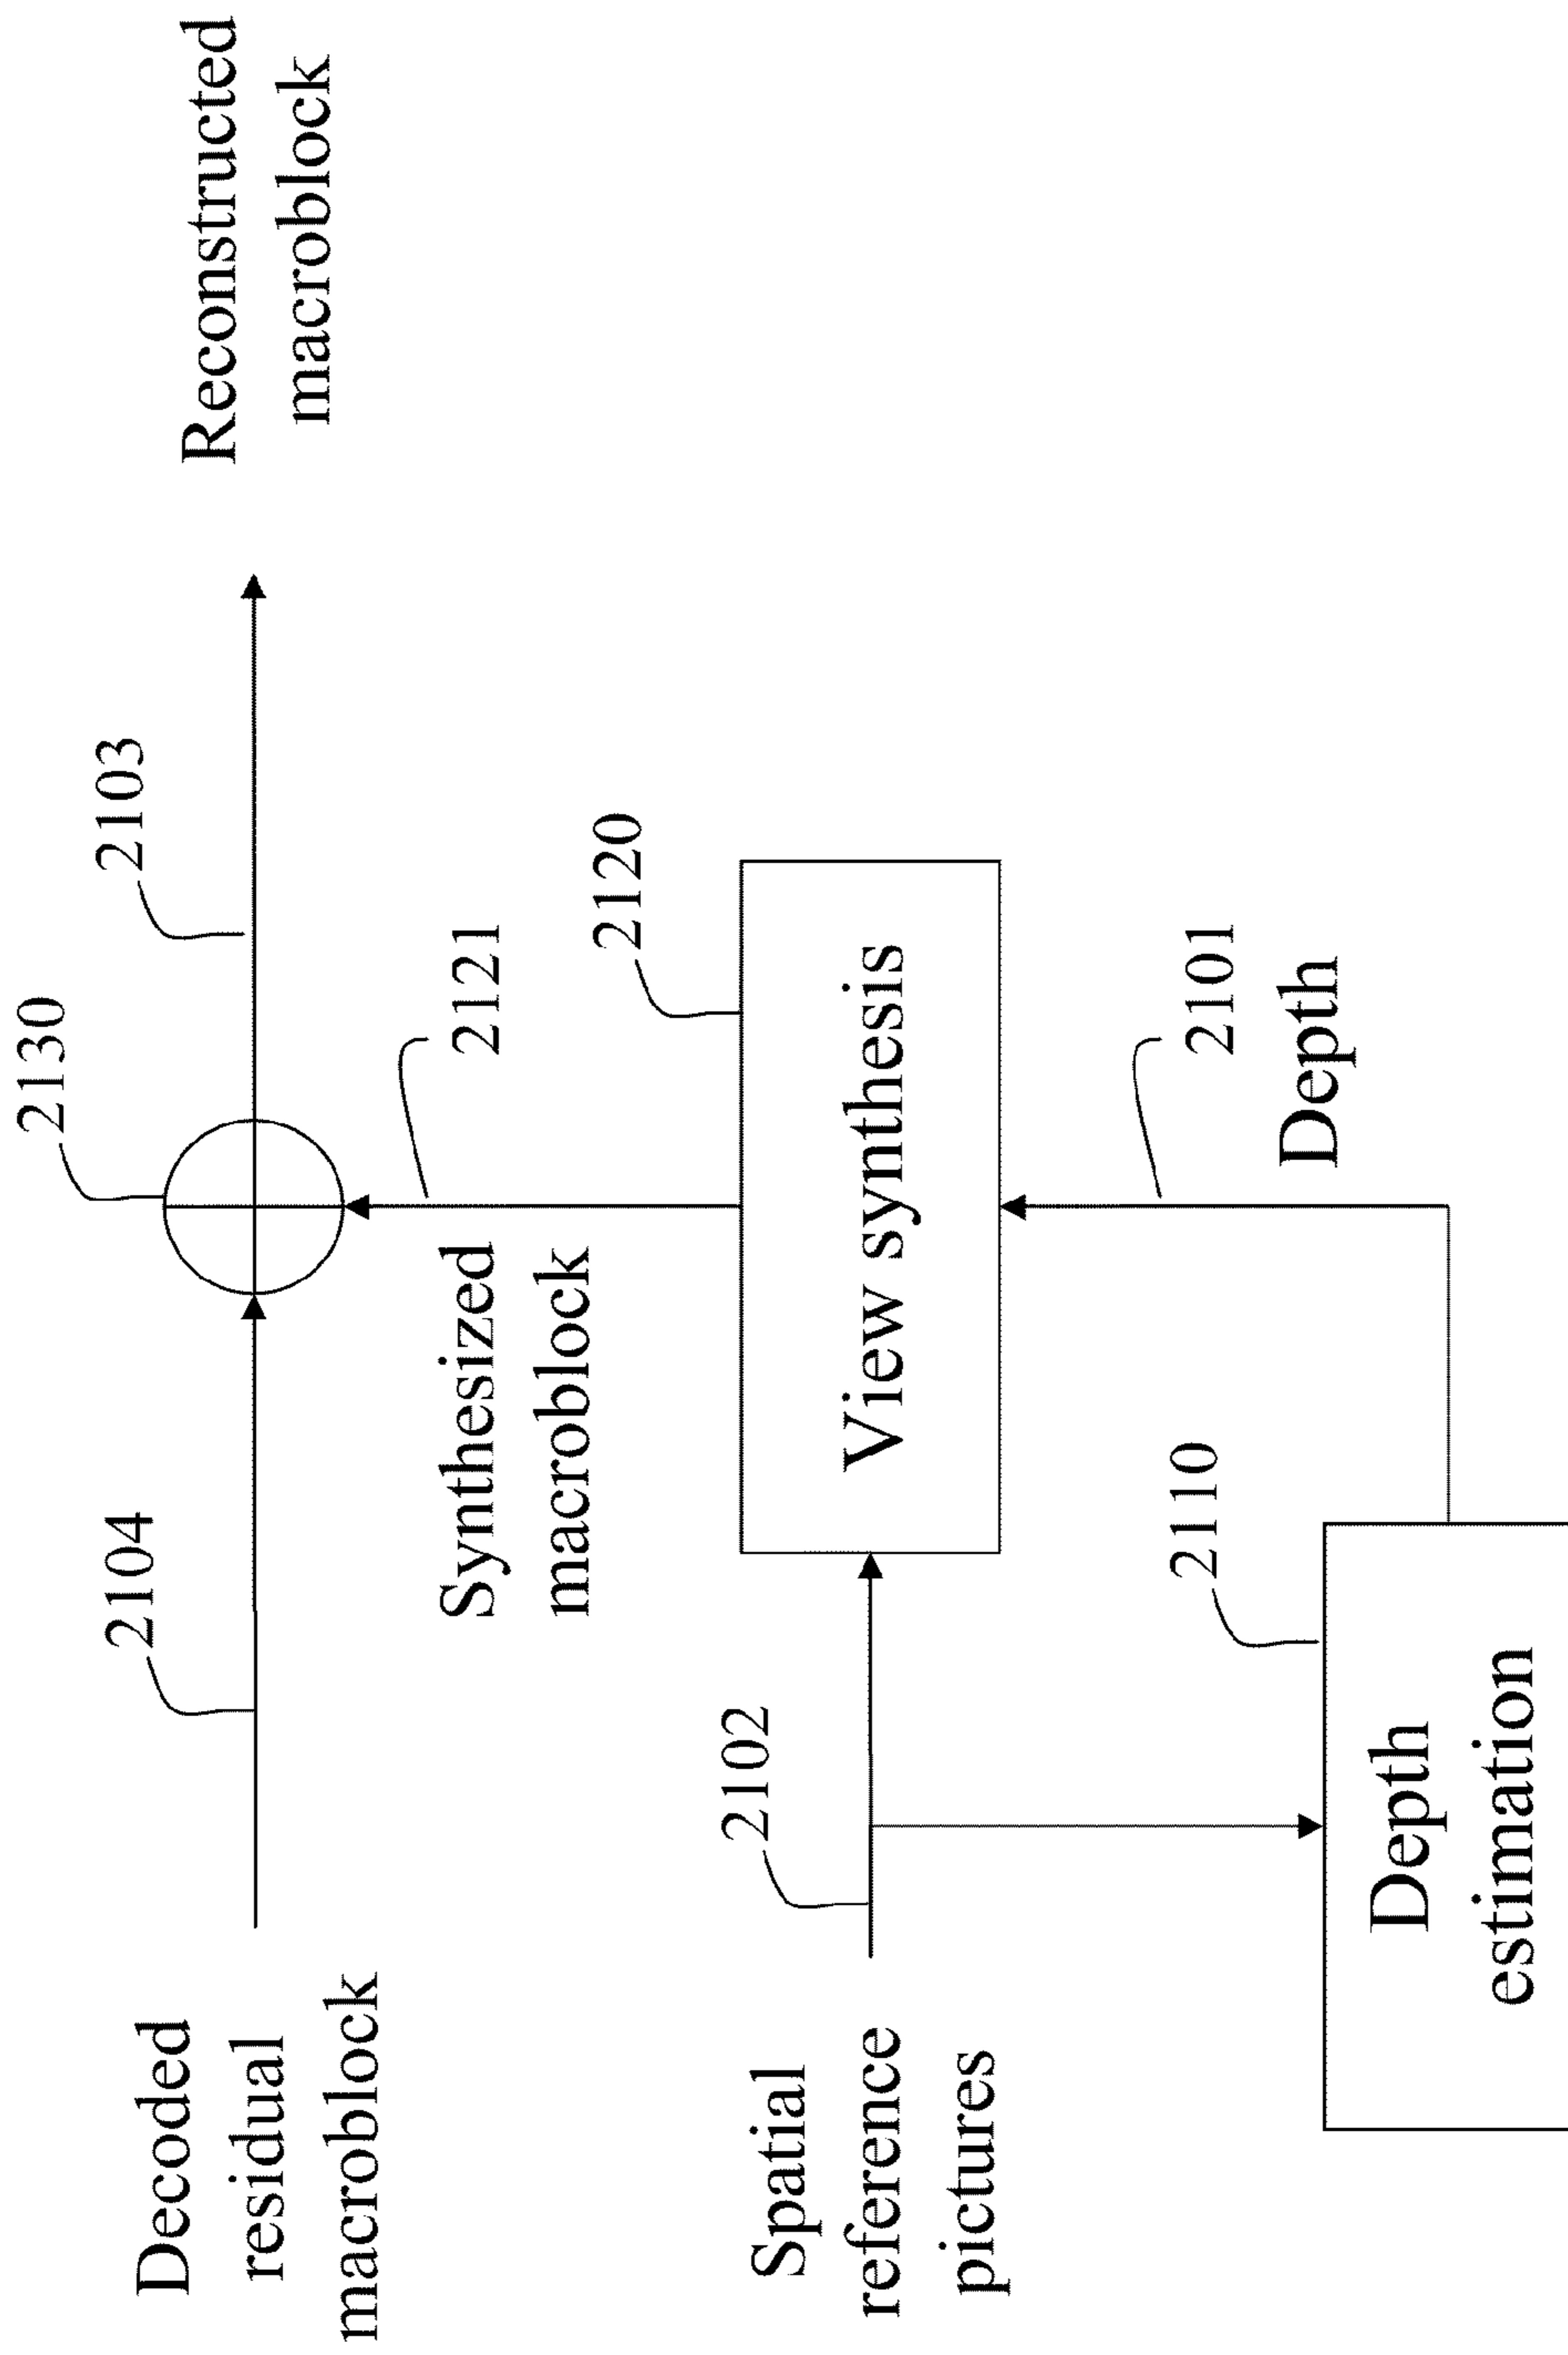 2130
2103
2104
Decoded
residual
macroblock
Reconstructed
macroblock
2121
Synthesized
macroblock
2120
2102
Spatial
reference
pictures
View synthesis
2110
2101
Depth
Depth
estimation